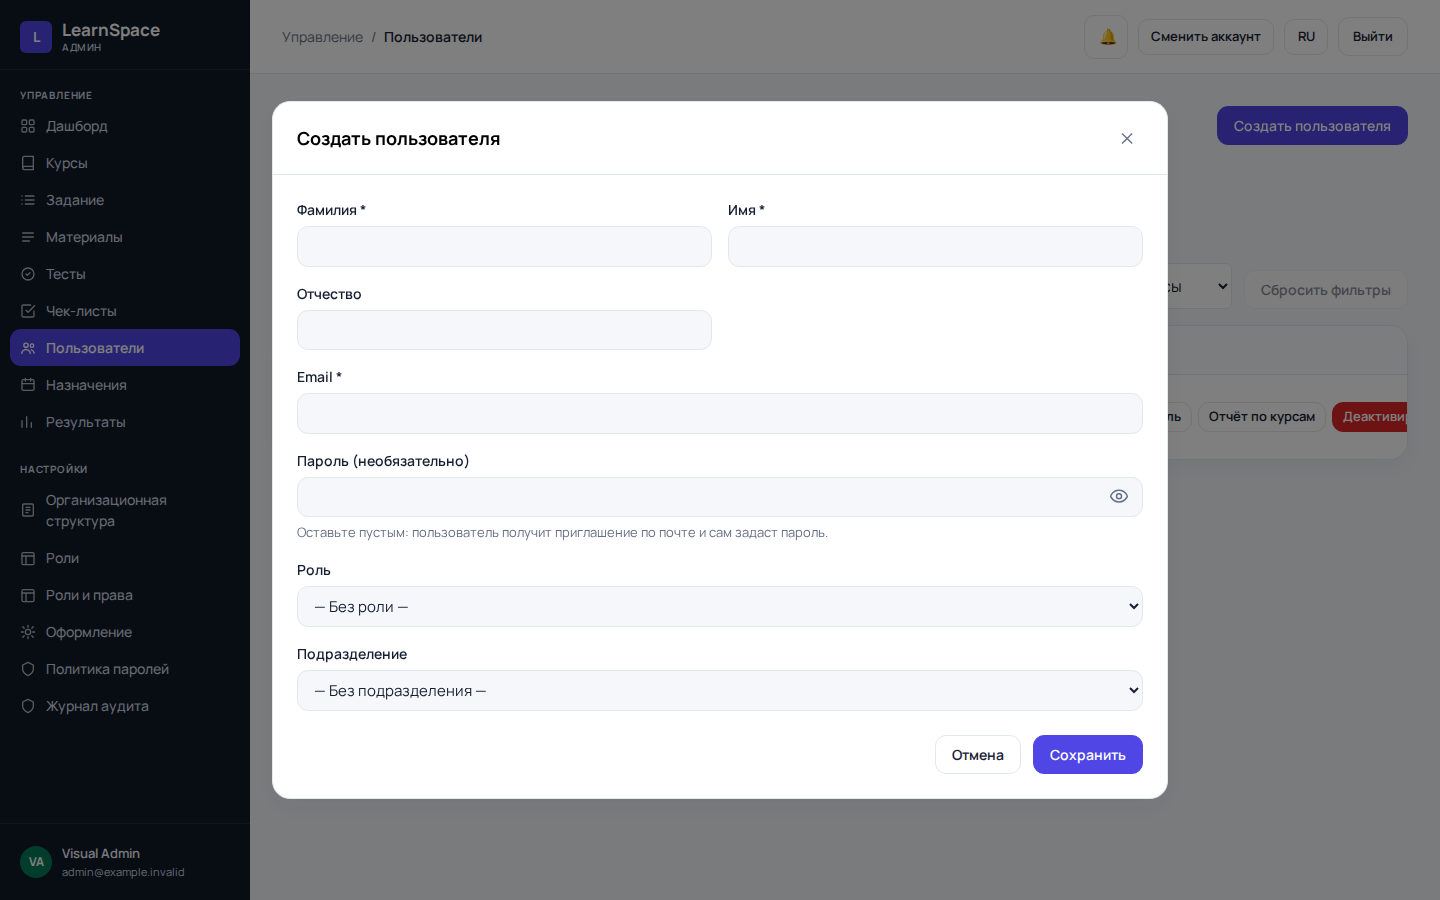 L
LearnSpace
АДМИН
УПРАВЛЕНИЕ
Дашборд
Курсы
Задание
Материалы
Тесты
Чек-листы
Пользователи
Назначения
Результаты
НАСТРОЙКИ
Организационная
структура
Роли
Роли и права
Оформление
Политика паролей
Журнал аудита
VA
Visual Admin
admin@example.invalid
Управление / Пользователи
Сменить аккаунт
RU
Выйти
Создать пользователя
Сбросить фильтры
Отчёт по курсам
Создать пользователя
Фамилия *
Имя *
Отчество
Email *
Пароль (необязательно)
Оставьте пустым: пользователь получит приглашение по почте и сам задаст пароль.
Роль
— Без роли —
Подразделение
— Без подразделения —
Отмена
Сохранить